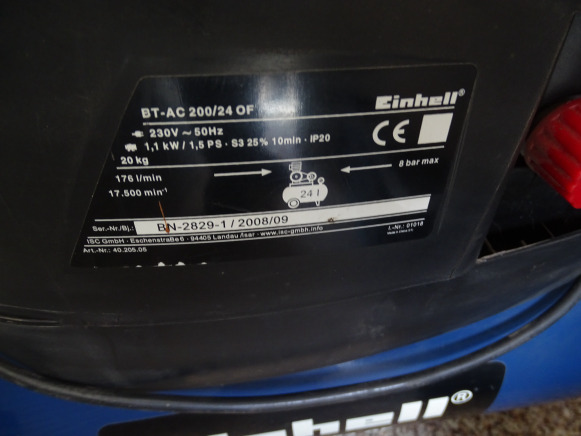 BT-AC 200/24 OF
Einhell®
230V ~ 50Hz
1,1 kW / 1,5 PS · S3 25% 10min · IP20
CE
20 kg
176 l/min
8 bar max
17.500 min-1
24 l
Ser.-Nr./Bj.: BN-2829-1 / 2008/09
ISC GmbH · Eschenstraße 6 · 94405 Landau/Isar · www.isc-gmbh.info
I.-Nr.: 01018
Art.-Nr.: 40.205.05
Einhell®